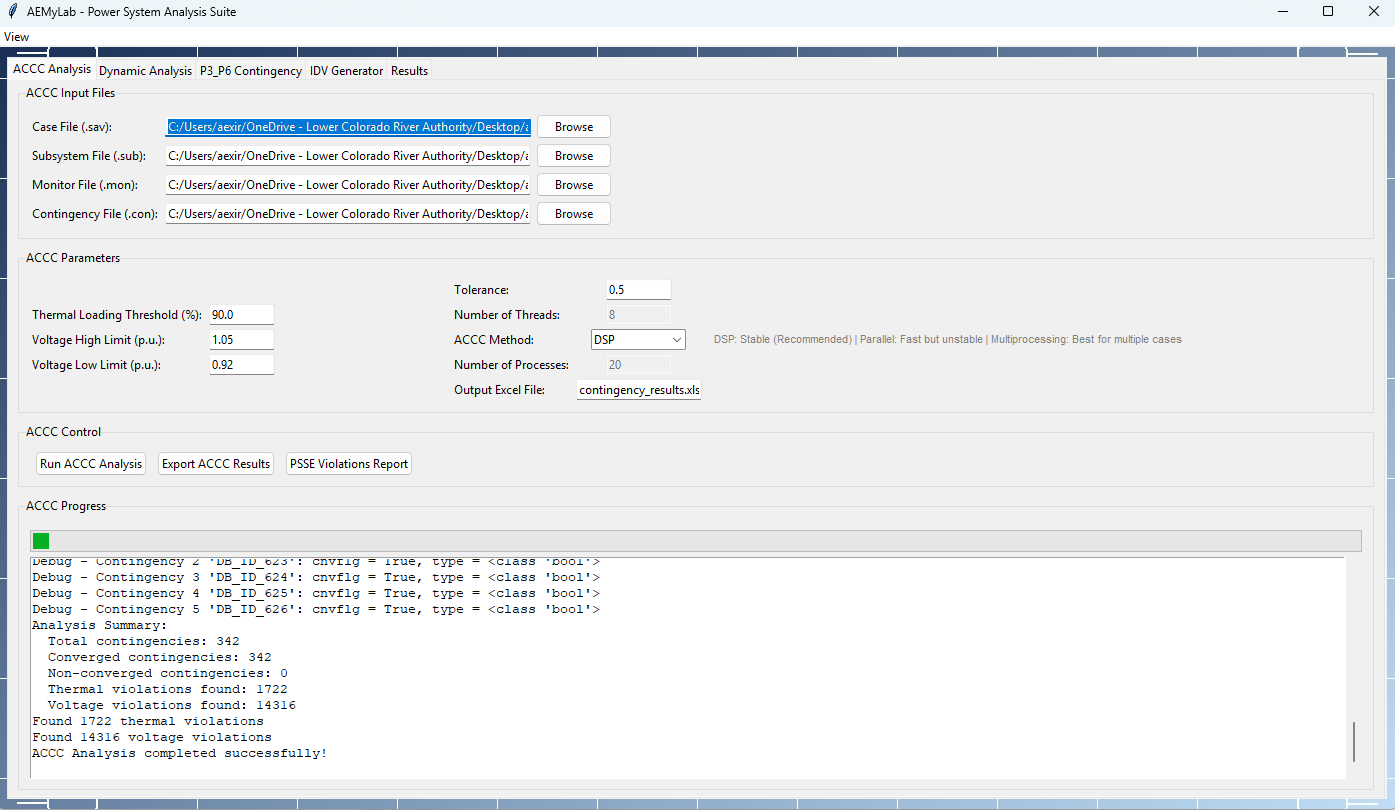 AEMyLab - Power System Analysis Suite
View
ACCC Analysis Dynamic Analysis P3_P6 Contingency IDV Generator Results
ACCC Input Files
Case File (.sav): C:/Users/aexir/OneDrive - Lower Colorado River Authority/Desktop/a Browse
Subsystem File (.sub): C:/Users/aexir/OneDrive - Lower Colorado River Authority/Desktop/a Browse
Monitor File (.mon): C:/Users/aexir/OneDrive - Lower Colorado River Authority/Desktop/a Browse
Contingency File (.con): C:/Users/aexir/OneDrive - Lower Colorado River Authority/Desktop/a Browse
ACCC Parameters
Tolerance: 0.5
Thermal Loading Threshold (%): 90.0 Number of Threads: 8
Voltage High Limit (p.u.): 1.05 ACCC Method: DSP DSP: Stable (Recommended) | Parallel: Fast but unstable | Multiprocessing: Best for multiple cases
Voltage Low Limit (p.u.): 0.92 Number of Processes: 20
Output Excel File: contingency_results.xls
ACCC Control
Run ACCC Analysis Export ACCC Results PSSE Violations Report
ACCC Progress
Debug - Contingency 2 'DB_ID_623': cnvflg = True, type = <class 'bool'>
Debug - Contingency 3 'DB_ID_624': cnvflg = True, type = <class 'bool'>
Debug - Contingency 4 'DB_ID_625': cnvflg = True, type = <class 'bool'>
Debug - Contingency 5 'DB_ID_626': cnvflg = True, type = <class 'bool'>
Analysis Summary:
Total contingencies: 342
Converged contingencies: 342
Non-converged contingencies: 0
Thermal violations found: 1722
Voltage violations found: 14316
Found 1722 thermal violations
Found 14316 voltage violations
ACCC Analysis completed successfully!